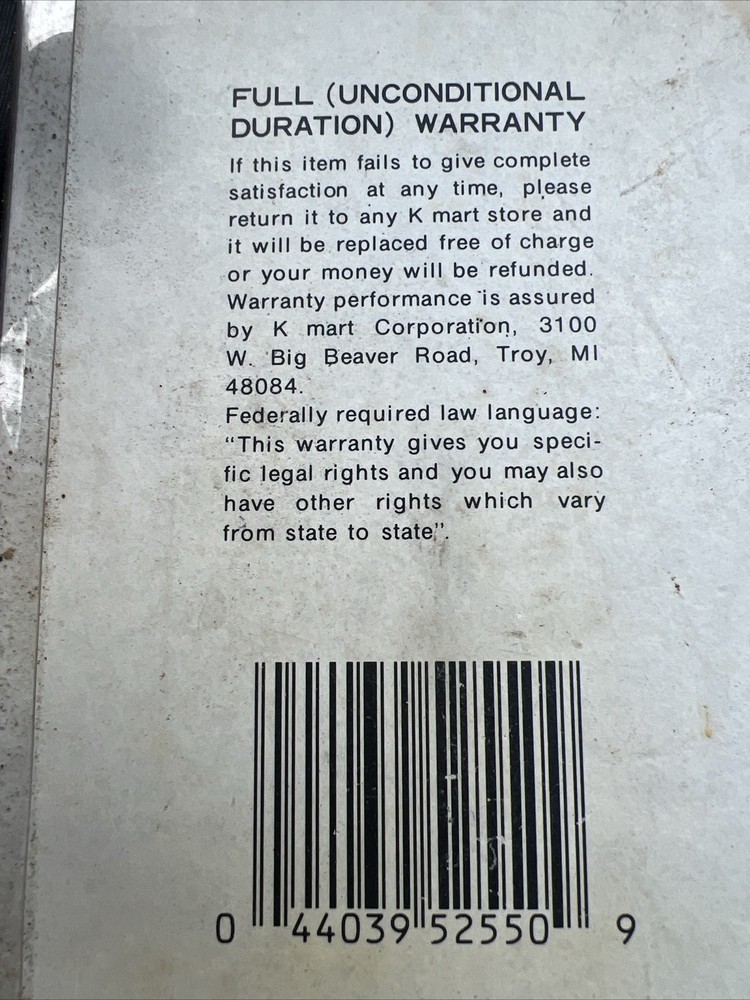 FULL (UNCONDITIONAL
DURATION) WARRANTY
If this item fails to give complete
satisfaction at any time, please
return it to any K mart store and
it will be replaced free of charge
or your money will be refunded.
Warranty performance is assured
by K mart Corporation, 3100
W. Big Beaver Road, Troy, MI
48084.
Federally required law language:
“This warranty gives you speci-
fic legal rights and you may also
have other rights which vary
from state to state”.
0 44039 52550 9